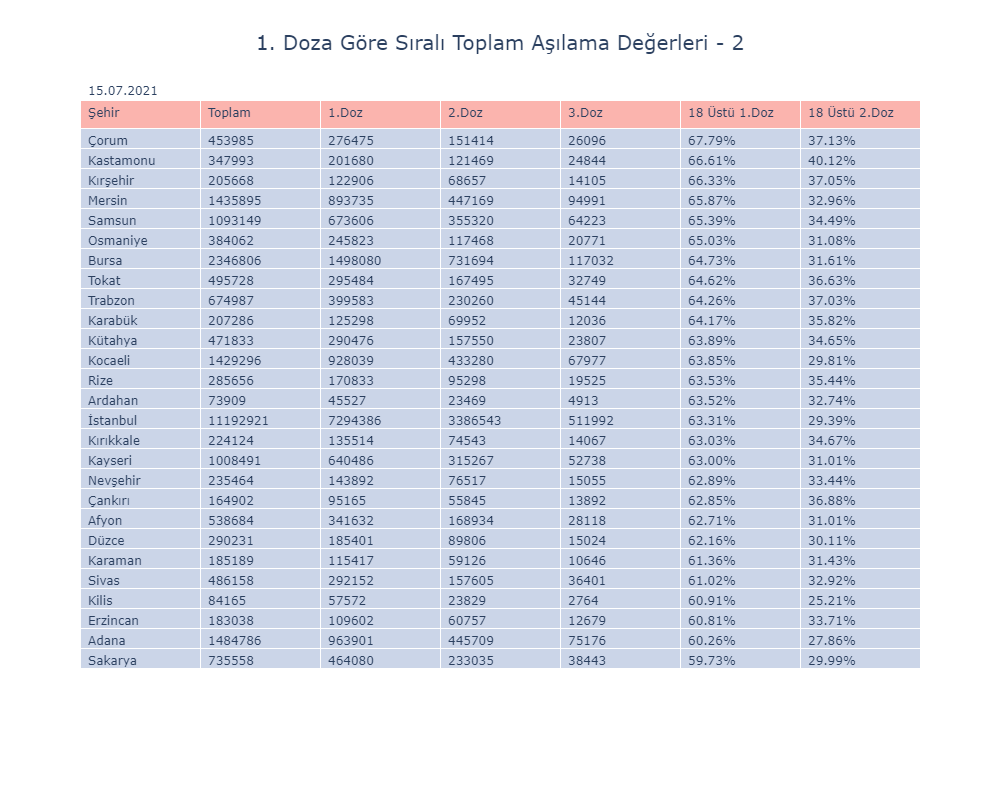 1. Doza Göre Sıralı Toplam Aşılama Değerleri - 2
15.07.2021
Şehir Toplam 1.Doz 2.Doz 3.Doz 18 Üstü 1.Doz 18 Üstü 2.Doz
Çorum 453985 276475 151414 26096 67.79% 37.13%
Kastamonu 347993 201680 121469 24844 66.61% 40.12%
Kırşehir 205668 122906 68657 14105 66.33% 37.05%
Mersin 1435895 893735 447169 94991 65.87% 32.96%
Samsun 1093149 673606 355320 64223 65.39% 34.49%
Osmaniye 384062 245823 117468 20771 65.03% 31.08%
Bursa 2346806 1498080 731694 117032 64.73% 31.61%
Tokat 495728 295484 167495 32749 64.62% 36.63%
Trabzon 674987 399583 230260 45144 64.26% 37.03%
Karabük 207286 125298 69952 12036 64.17% 35.82%
Kütahya 471833 290476 157550 23807 63.89% 34.65%
Kocaeli 1429296 928039 433280 67977 63.85% 29.81%
Rize 285656 170833 95298 19525 63.53% 35.44%
Ardahan 73909 45527 23469 4913 63.52% 32.74%
İstanbul 11192921 7294386 3386543 511992 63.31% 29.39%
Kırıkkale 224124 135514 74543 14067 63.03% 34.67%
Kayseri 1008491 640486 315267 52738 63.00% 31.01%
Nevşehir 235464 143892 76517 15055 62.89% 33.44%
Çankırı 164902 95165 55845 13892 62.85% 36.88%
Afyon 538684 341632 168934 28118 62.71% 31.01%
Düzce 290231 185401 89806 15024 62.16% 30.11%
Karaman 185189 115417 59126 10646 61.36% 31.43%
Sivas 486158 292152 157605 36401 61.02% 32.92%
Kilis 84165 57572 23829 2764 60.91% 25.21%
Erzincan 183038 109602 60757 12679 60.81% 33.71%
Adana 1484786 963901 445709 75176 60.26% 27.86%
Sakarya 735558 464080 233035 38443 59.73% 29.99%